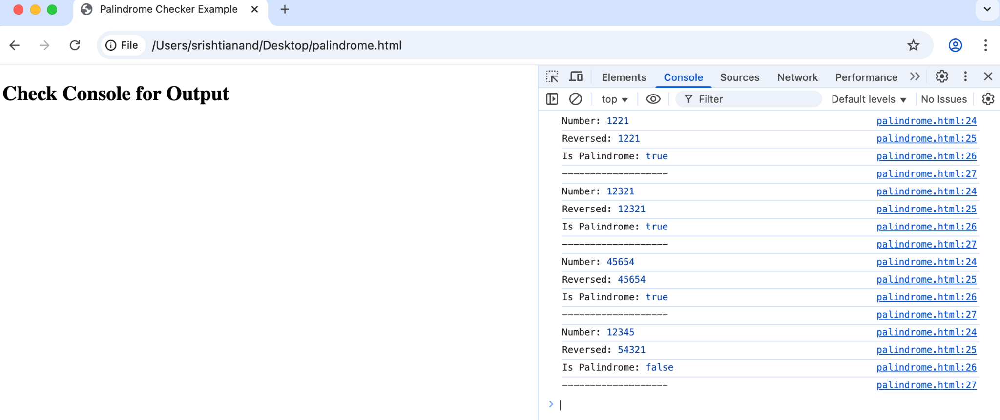 Palindrome Checker Example
File /Users/srishtianand/Desktop/palindrome.html
Check Console for Output
Elements Console Sources Network Performance
top Filter Default levels No Issues
Number: 1221 palindrome.html:24
Reversed: 1221 palindrome.html:25
Is Palindrome: true palindrome.html:26
------------------- palindrome.html:27
Number: 12321 palindrome.html:24
Reversed: 12321 palindrome.html:25
Is Palindrome: true palindrome.html:26
------------------- palindrome.html:27
Number: 45654 palindrome.html:24
Reversed: 45654 palindrome.html:25
Is Palindrome: true palindrome.html:26
------------------- palindrome.html:27
Number: 12345 palindrome.html:24
Reversed: 54321 palindrome.html:25
Is Palindrome: false palindrome.html:26
------------------- palindrome.html:27